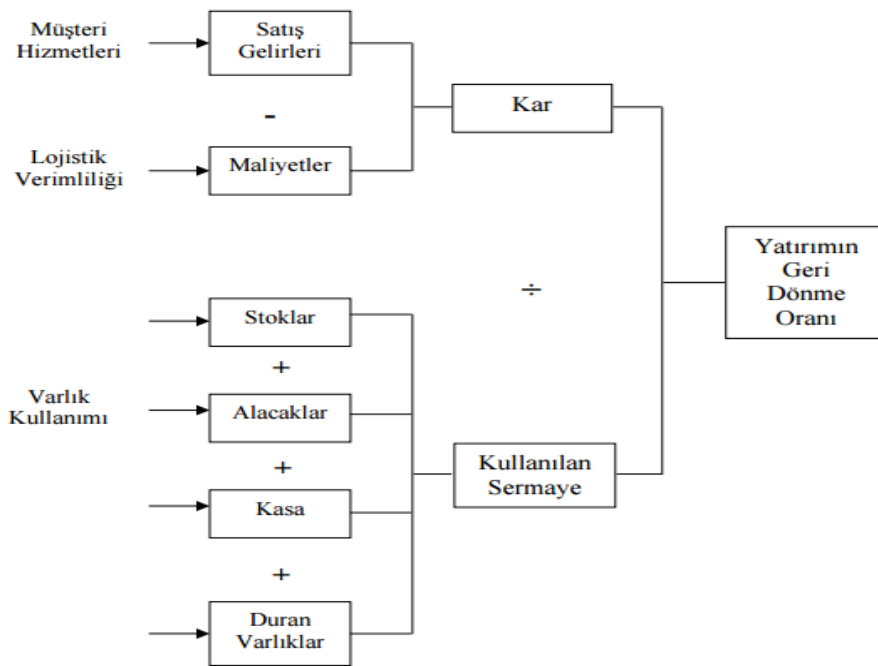 Müşteri
Hizmetleri
Satış
Gelirleri
-
Kar
Lojistik
Verimliliği
Maliyetler
Yatırımın
Geri
Dönme
Oranı
÷
Stoklar
+
Varlık
Kullanımı
Alacaklar
+
Kullanılan
Sermaye
Kasa
+
Duran
Varlıklar